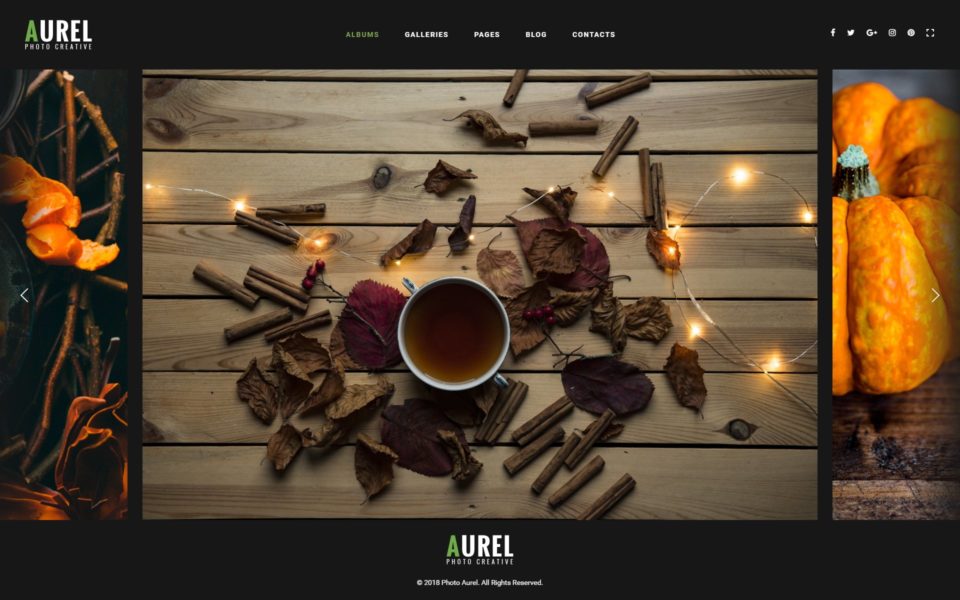 AUREL
PHOTO CREATIVE
ALBUMS GALLERIES PAGES BLOG CONTACTS
AUREL
PHOTO CREATIVE
© 2018 Photo Aurel. All Rights Reserved.